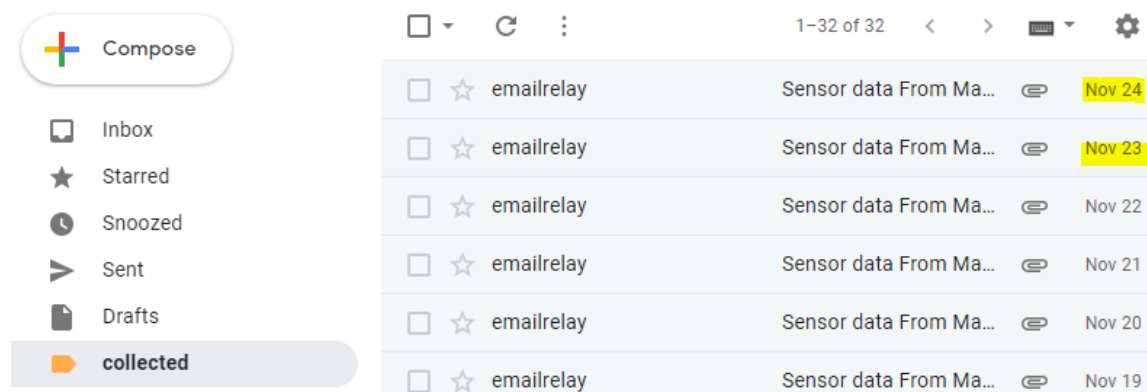 Compose
Inbox
Starred
Snoozed
Sent
Drafts
collected
1–32 of 32
emailrelay Sensor data From Ma... Nov 24
emailrelay Sensor data From Ma... Nov 23
emailrelay Sensor data From Ma... Nov 22
emailrelay Sensor data From Ma... Nov 21
emailrelay Sensor data From Ma... Nov 20
emailrelay Sensor data From Ma... Nov 19